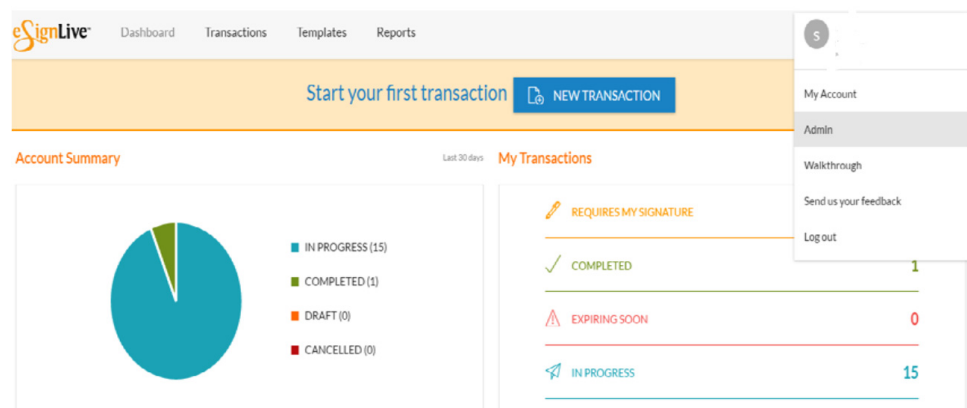 eSignLive™
Dashboard
Transactions
Templates
Reports
S
Start your first transaction
NEW TRANSACTION
My Account
Admin
Walkthrough
Send us your feedback
Log out
Account Summary
Last 30 days
IN PROGRESS (15)
COMPLETED (1)
DRAFT (0)
CANCELLED (0)
My Transactions
REQUIRES MY SIGNATURE
COMPLETED 1
EXPIRING SOON 0
IN PROGRESS 15